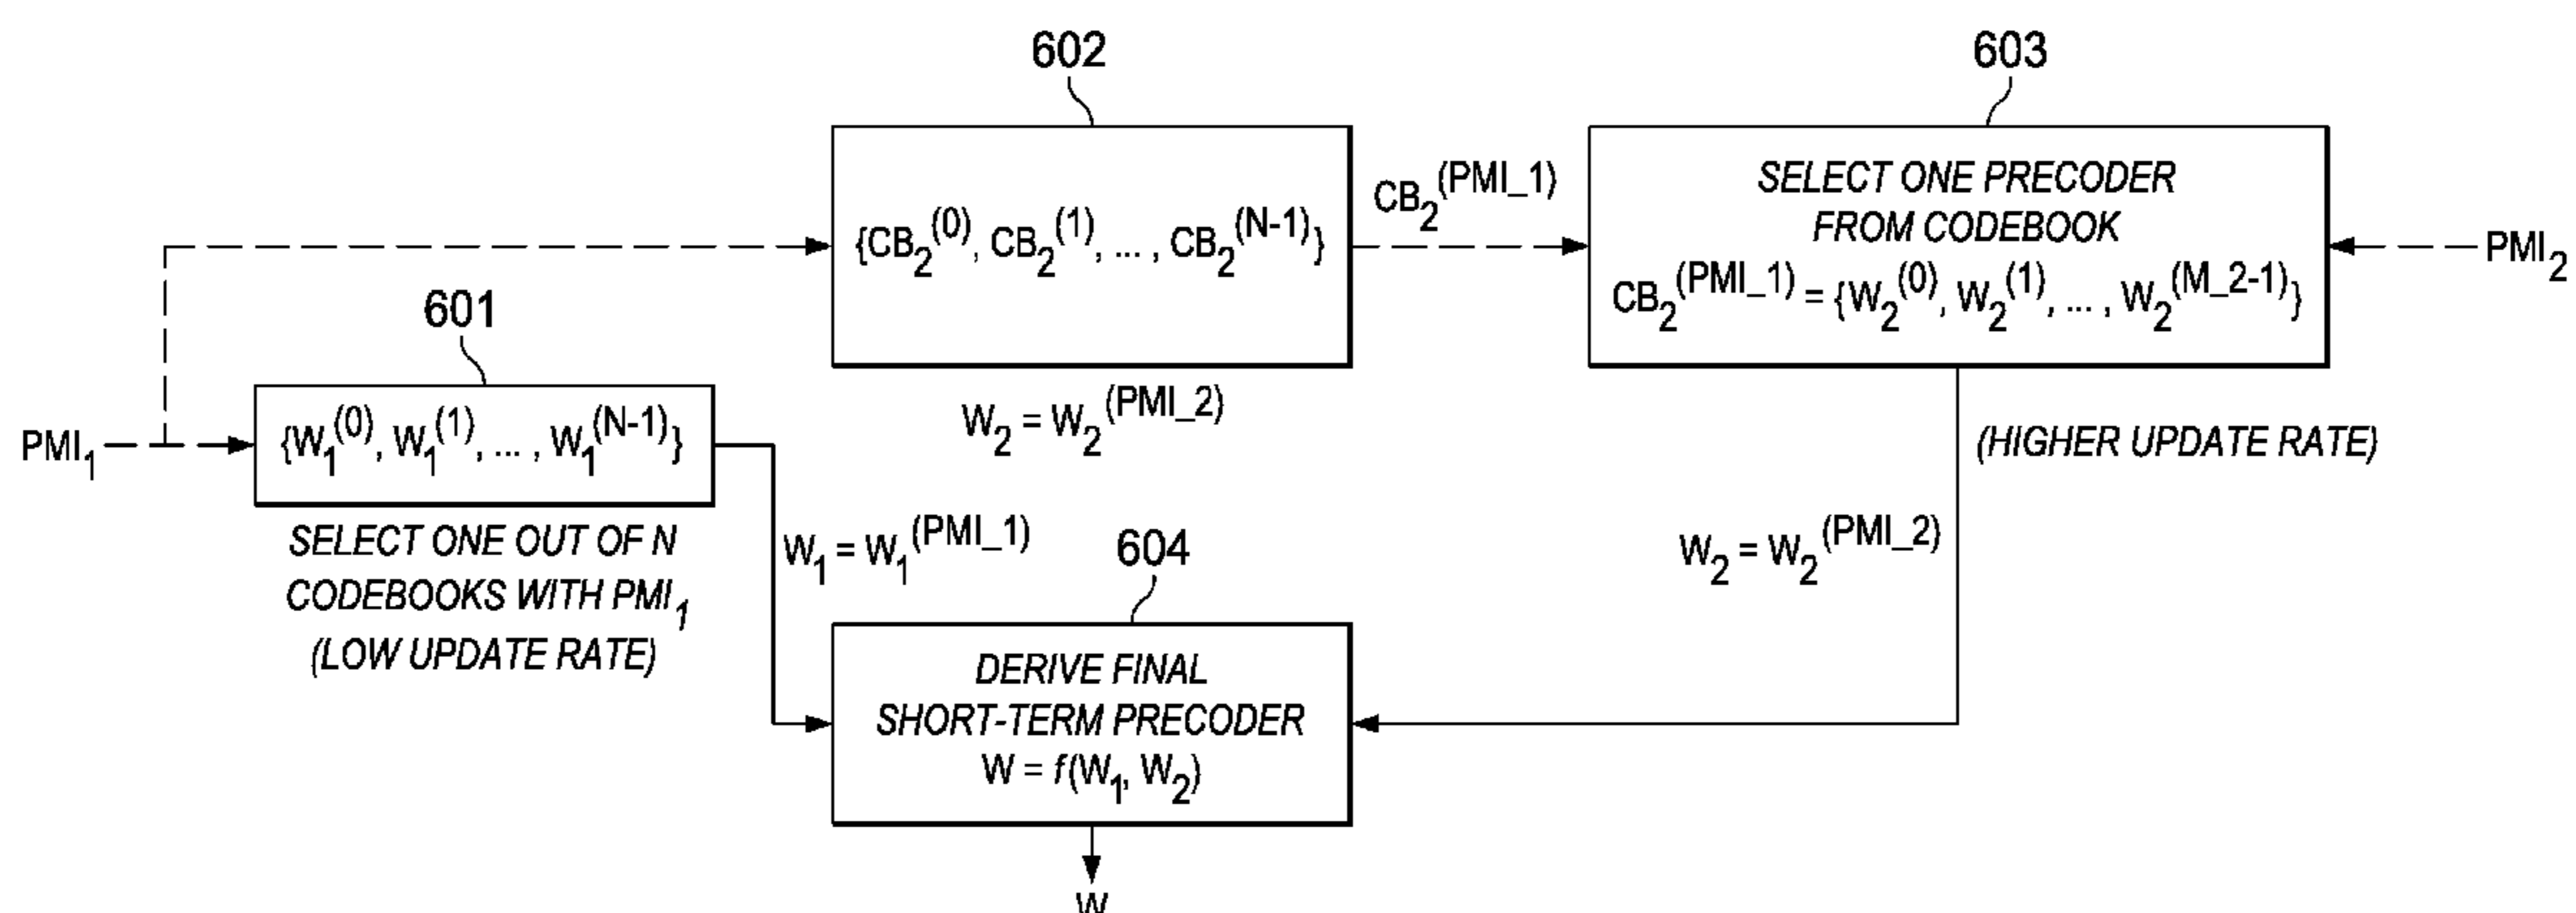 602
603
{CB₂⁽⁰⁾, CB₂⁽¹⁾, ... , CB₂⁽ᴺ⁻¹⁾}
CB₂^(PMI_1)
SELECT ONE PRECODER
FROM CODEBOOK
CB₂^(PMI_1) = {W₂^(0), W₂^(1), ... , W₂^(M_2-1)}
PMI₂
601
PMI₁
{W₁^(0), W₁^(1), ... , W₁^(N-1)}
W₂ = W₂^(PMI_2)
(HIGHER UPDATE RATE)
SELECT ONE OUT OF N
CODEBOOKS WITH PMI₁
(LOW UPDATE RATE)
W₁ = W₁^(PMI_1)
604
W₂ = W₂^(PMI_2)
DERIVE FINAL
SHORT-TERM PRECODER
W = f(W₁, W₂)
W